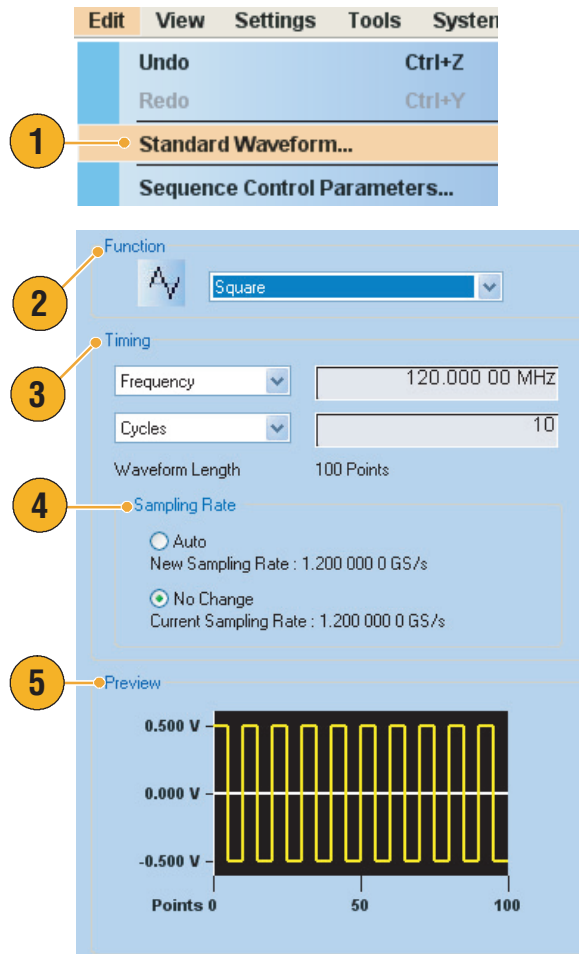 Edit View Settings Tools System
Undo Ctrl+Z
Redo Ctrl+Y
1 Standard Waveform...
Sequence Control Parameters...
Function
2 Square
Timing
3 Frequency 120.000 00 MHz
Cycles 10
Waveform Length 100 Points
4 Sampling Rate
Auto
New Sampling Rate : 1.200 000 0 GS/s
No Change
Current Sampling Rate : 1.200 000 0 GS/s
5 Preview
0.500 V
0.000 V
-0.500 V
Points 0 50 100